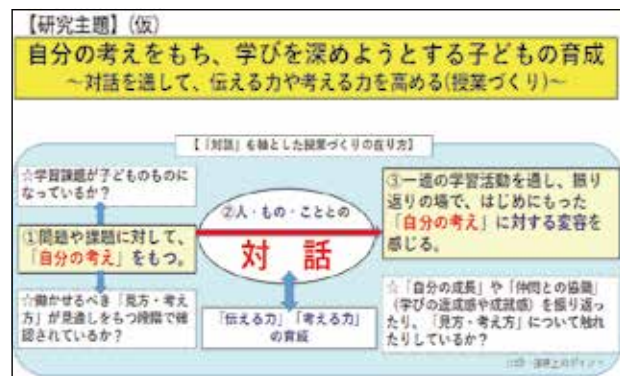 【研究主題】(仮)
自分の考えをもち、学びを深めようとする子どもの育成
～対話を通して、伝える力や考える力を高める(授業づくり)～
【「対話」を軸とした授業づくりの在り方】
☆学習課題が子どものものに
なっているか？
①問題や課題に対して、
「自分の考え」をもつ。
☆働かせるべき「見方・考え
方」が見通しをもつ段階で確
認されているか？
②人・もの・こととの
対 話
「伝える力」「考える力」
の育成
③一連の学習活動を通し、振り
返りの場で、はじめにもった
「自分の考え」に対する変容を
感じる。
☆「自分の成長」や「仲間との協働」
(学びの達成感や成就感)を振り返っ
たり、「見方・考え方」について触れ
たりしているか？